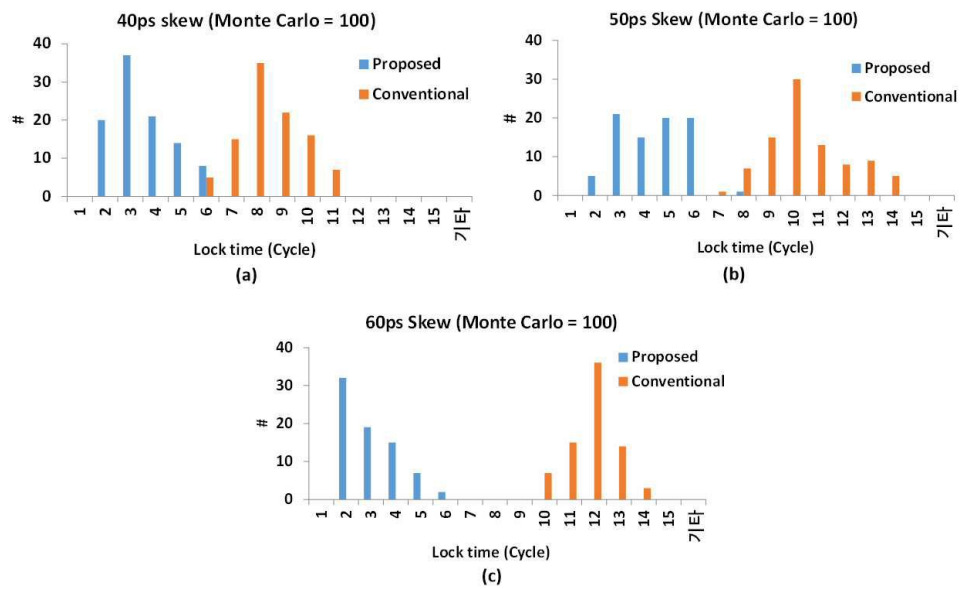 40ps skew (Monte Carlo = 100)
40
30
20
10
0
#
Proposed
Conventional
1 2 3 4 5 6 7 8 9 10 11 12 13 14 15 기타
Lock time (Cycle)
(a)
50ps Skew (Monte Carlo = 100)
40
30
20
10
0
#
Proposed
Conventional
1 2 3 4 5 6 7 8 9 10 11 12 13 14 15 기타
Lock time (Cycle)
(b)
60ps Skew (Monte Carlo = 100)
40
30
20
10
0
#
Proposed
Conventional
1 2 3 4 5 6 7 8 9 10 11 12 13 14 15 기타
Lock time (Cycle)
(c)